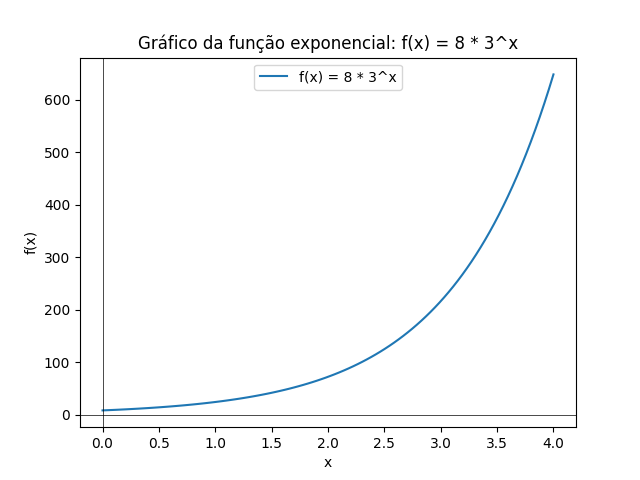 Gráfico da função exponencial: f(x) = 8 * 3^x
f(x) = 8 * 3^x
600
500
400
300
200
100
0
f(x)
0.0 0.5 1.0 1.5 2.0 2.5 3.0 3.5 4.0
x